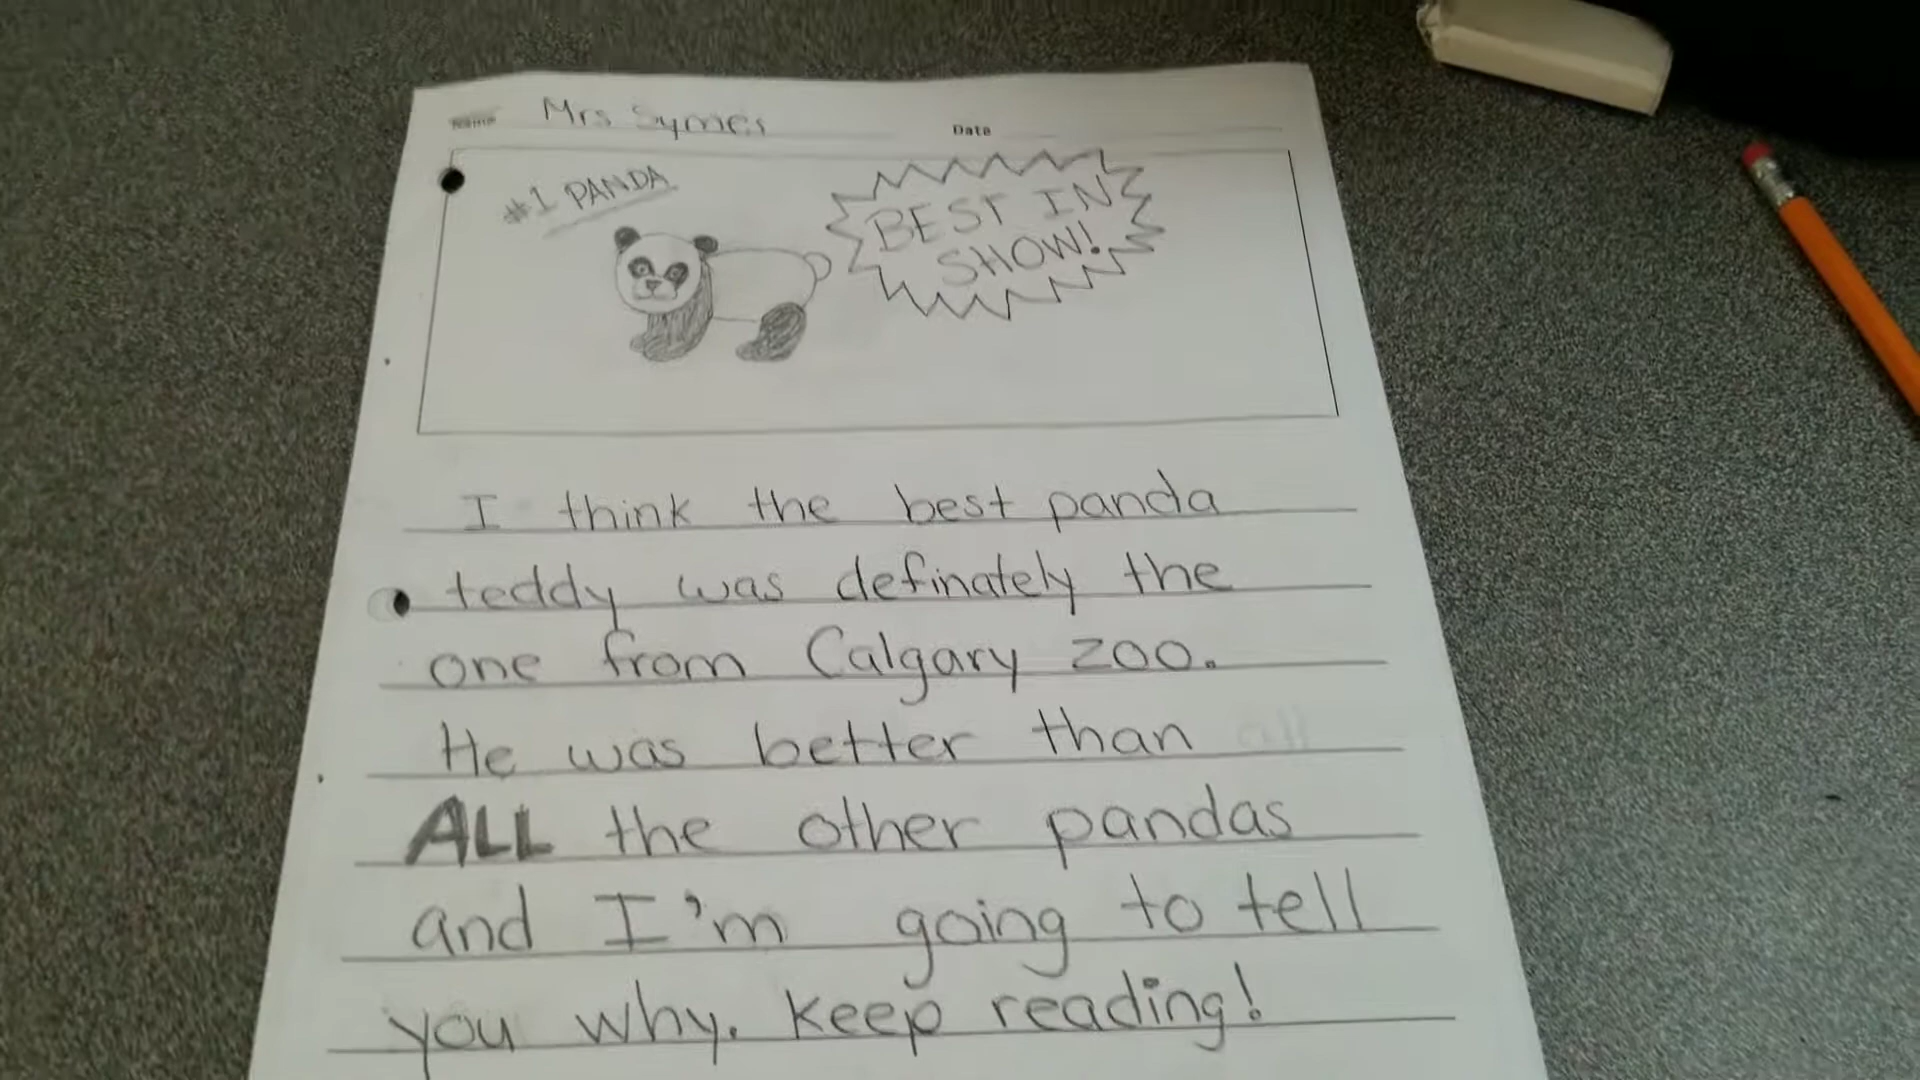 Name Mrs Symes
Date
#1 PANDA
BEST IN
SHOW!
I think the best panda
teddy was definately the
one from Calgary zoo.
He was better than all
ALL the other pandas
and I'm going to tell
you why. Keep reading!